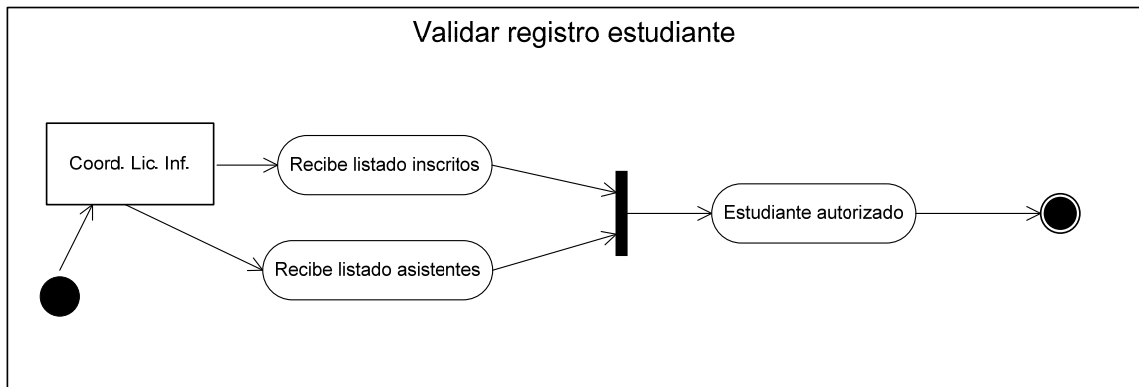 Validar registro estudiante
Coord. Lic. Inf.
Recibe listado inscritos
Recibe listado asistentes
Estudiante autorizado